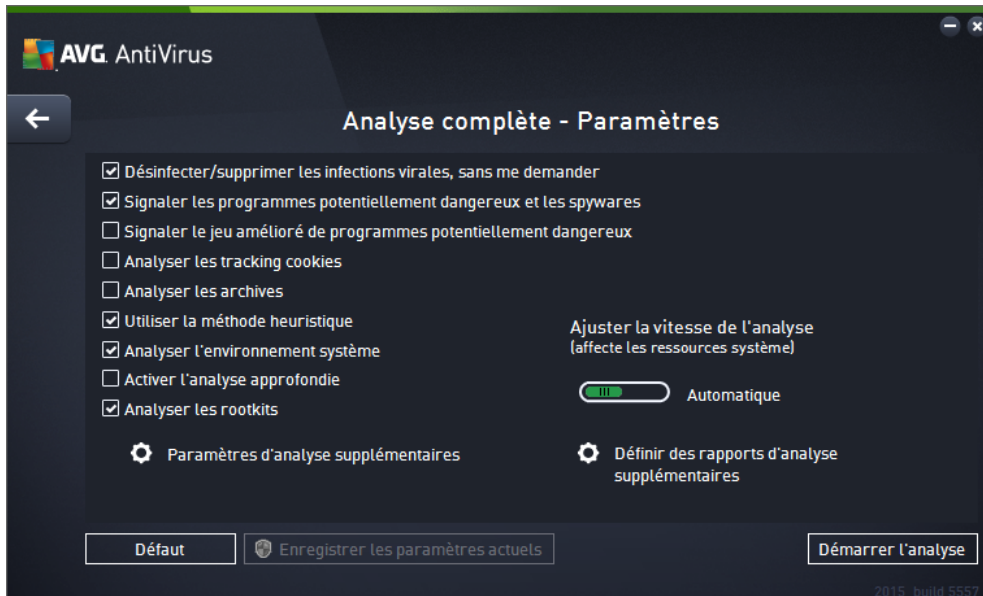 AVG. AntiVirus
Analyse complète - Paramètres
Désinfecter/supprimer les infections virales, sans me demander
Signaler les programmes potentiellement dangereux et les spywares
Signaler le jeu amélioré de programmes potentiellement dangereux
Analyser les tracking cookies
Analyser les archives
Utiliser la méthode heuristique
Analyser l'environnement système
Activer l'analyse approfondie
Analyser les rootkits
Ajuster la vitesse de l'analyse
(affecte les ressources système)
Automatique
Paramètres d'analyse supplémentaires
Définir des rapports d'analyse
supplémentaires
Défaut
Enregistrer les paramètres actuels
Démarrer l'analyse
2015 build 5557